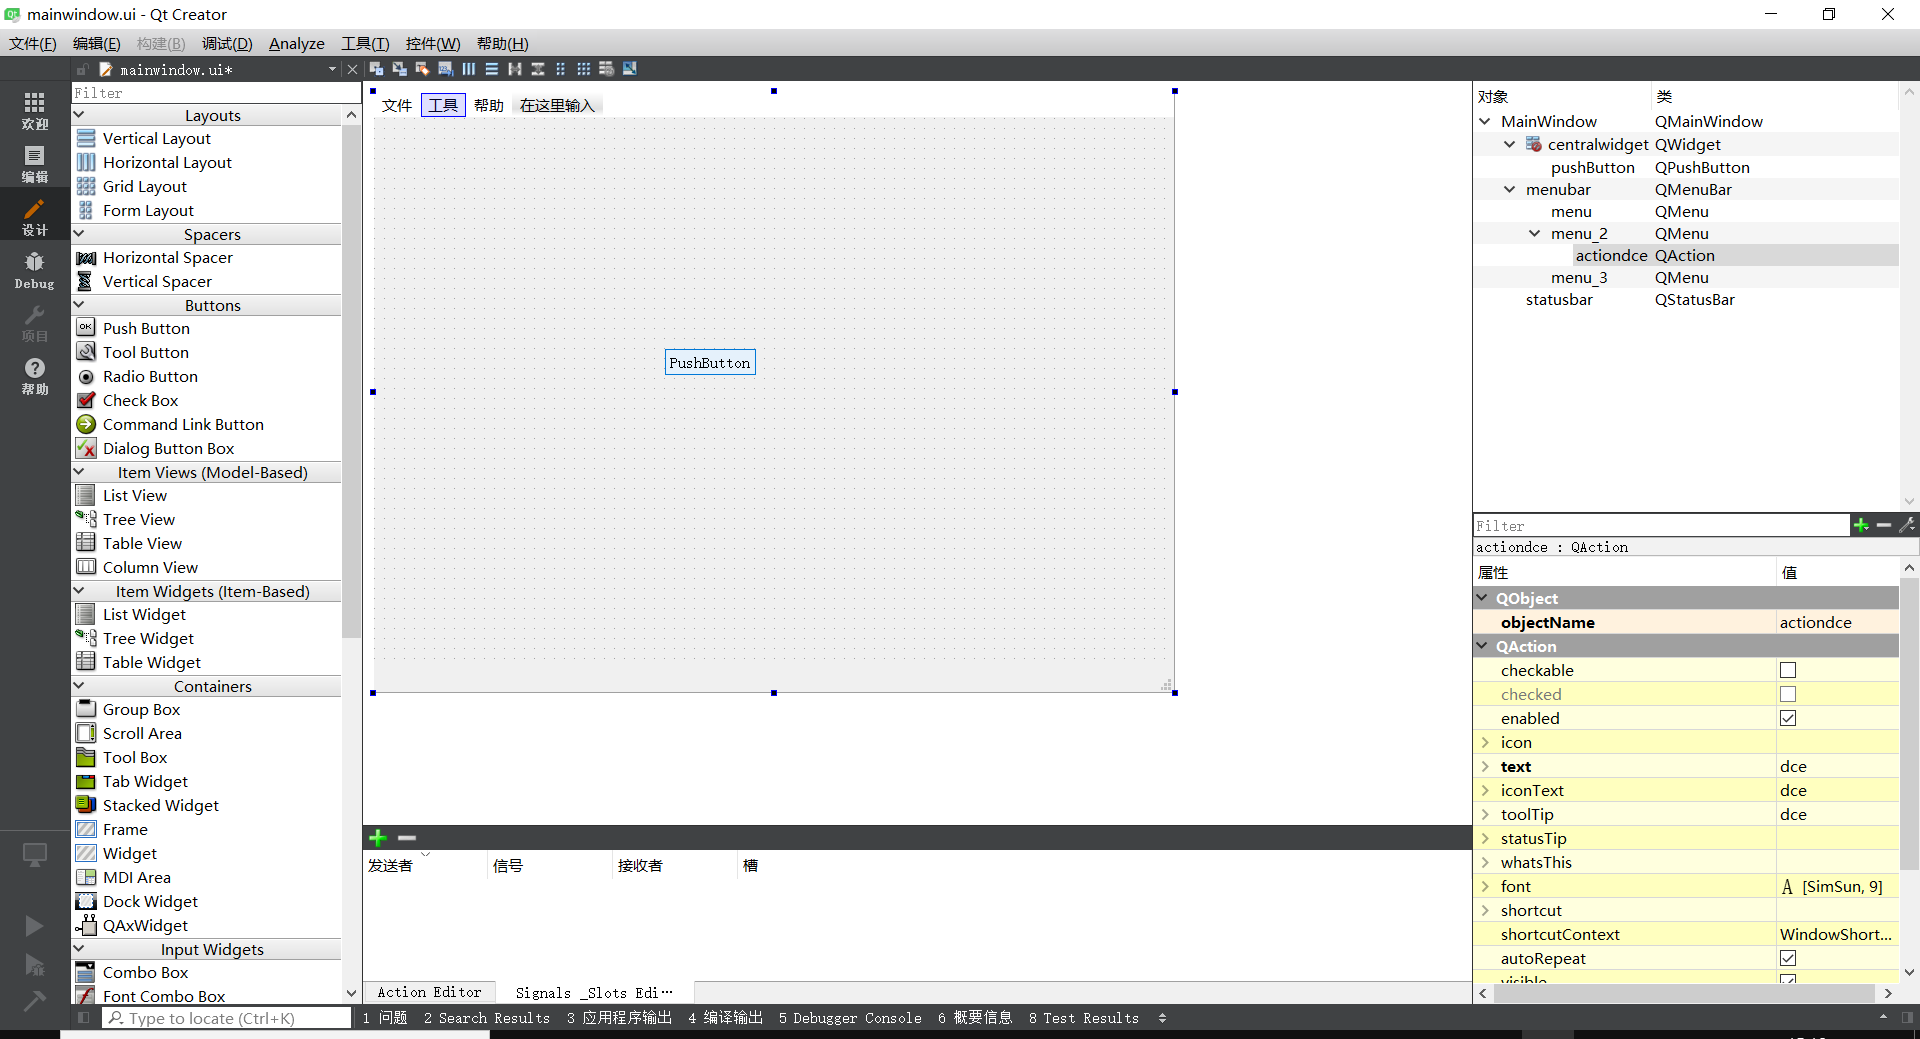 mainwindow.ui - Qt Creator
文件(F) 编辑(E) 构建(B) 调试(D) Analyze 工具(T) 控件(W) 帮助(H)
mainwindow.ui*
欢迎
编辑
设计
Debug
项目
帮助
Filter
Layouts
Vertical Layout
Horizontal Layout
Grid Layout
Form Layout
Spacers
Horizontal Spacer
Vertical Spacer
Buttons
Push Button
Tool Button
Radio Button
Check Box
Command Link Button
Dialog Button Box
Item Views (Model-Based)
List View
Tree View
Table View
Column View
Item Widgets (Item-Based)
List Widget
Tree Widget
Table Widget
Containers
Group Box
Scroll Area
Tool Box
Tab Widget
Stacked Widget
Frame
Widget
MDI Area
Dock Widget
QAxWidget
Input Widgets
Combo Box
Font Combo Box
文件 工具 帮助 在这里输入
PushButton
发送者 信号 接收者 槽
Action Editor Signals _Slots Edi…
对象 类
MainWindow QMainWindow
centralwidget QWidget
pushButton QPushButton
menubar QMenuBar
menu QMenu
menu_2 QMenu
actiondce QAction
menu_3 QMenu
statusbar QStatusBar
Filter
actiondce : QAction
属性 值
QObject
objectName actiondce
QAction
checkable
checked
enabled
icon
text dce
iconText dce
toolTip dce
statusTip
whatsThis
font A [SimSun, 9]
shortcut
shortcutContext WindowShort...
autoRepeat
visible
Type to locate (Ctrl+K) 1 问题 2 Search Results 3 应用程序输出 4 编译输出 5 Debugger Console 6 概要信息 8 Test Results